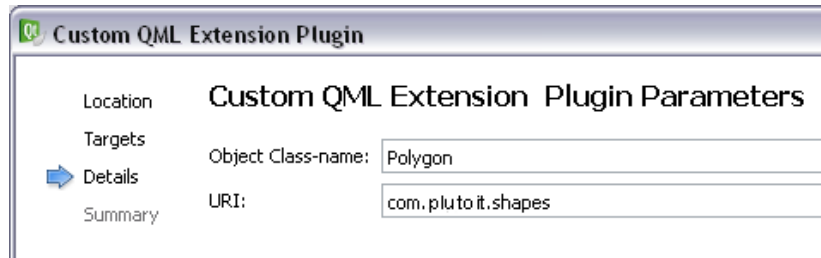 Custom QML Extension Plugin
Location
Targets
Details
Summary
Custom QML Extension Plugin Parameters
Object Class-name: Polygon
URI: com.plutoit.shapes